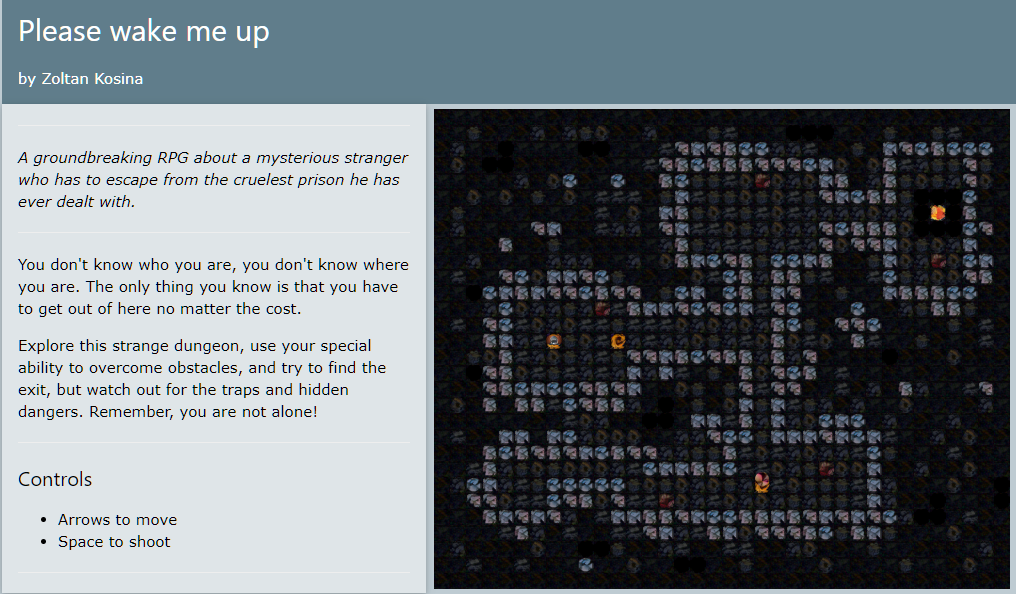 Please wake me up
by Zoltan Kosina
A groundbreaking RPG about a mysterious stranger
who has to escape from the cruelest prison he has
ever dealt with.
You don't know who you are, you don't know where
you are. The only thing you know is that you have
to get out of here no matter the cost.
Explore this strange dungeon, use your special
ability to overcome obstacles, and try to find the
exit, but watch out for the traps and hidden
dangers. Remember, you are not alone!
Controls
• Arrows to move
• Space to shoot